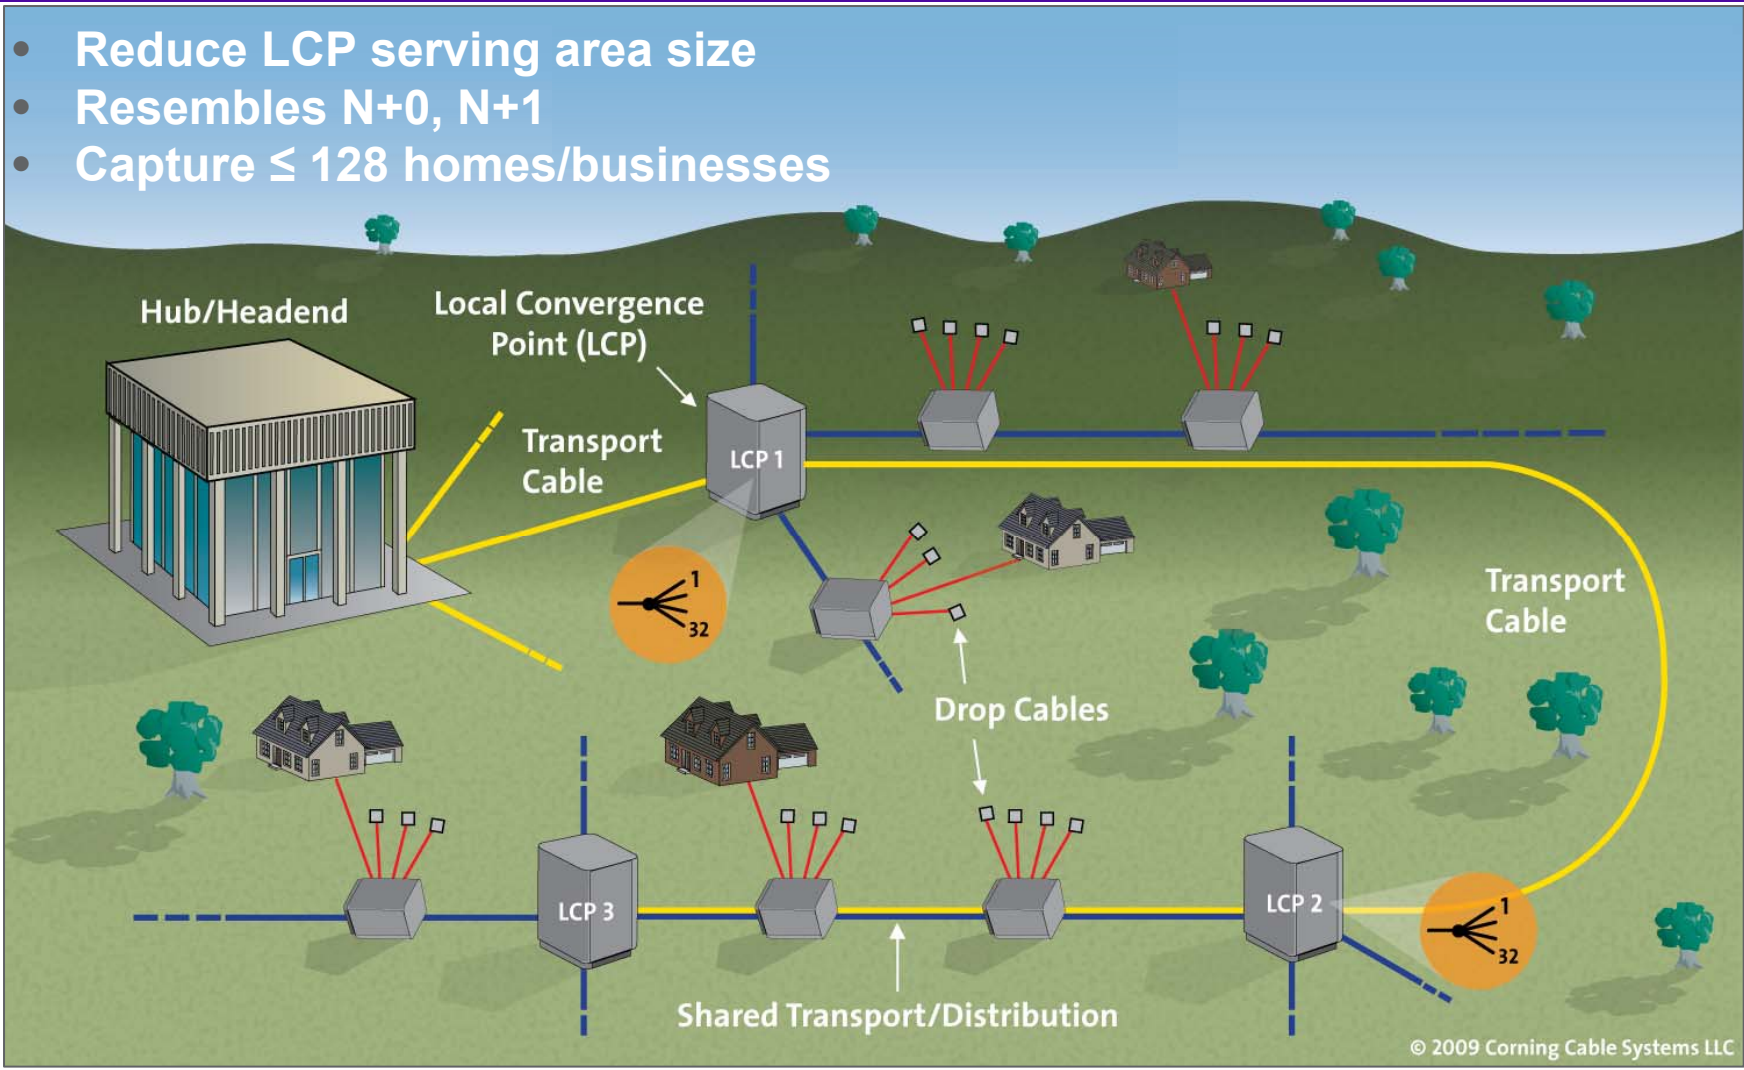 • Reduce LCP serving area size
• Resembles N+0, N+1
• Capture ≤ 128 homes/businesses
Hub/Headend
Local Convergence
Point (LCP)
Transport
Cable
LCP 1
1
32
Transport
Cable
Drop Cables
LCP 3
LCP 2
1
32
Shared Transport/Distribution
© 2009 Corning Cable Systems LLC